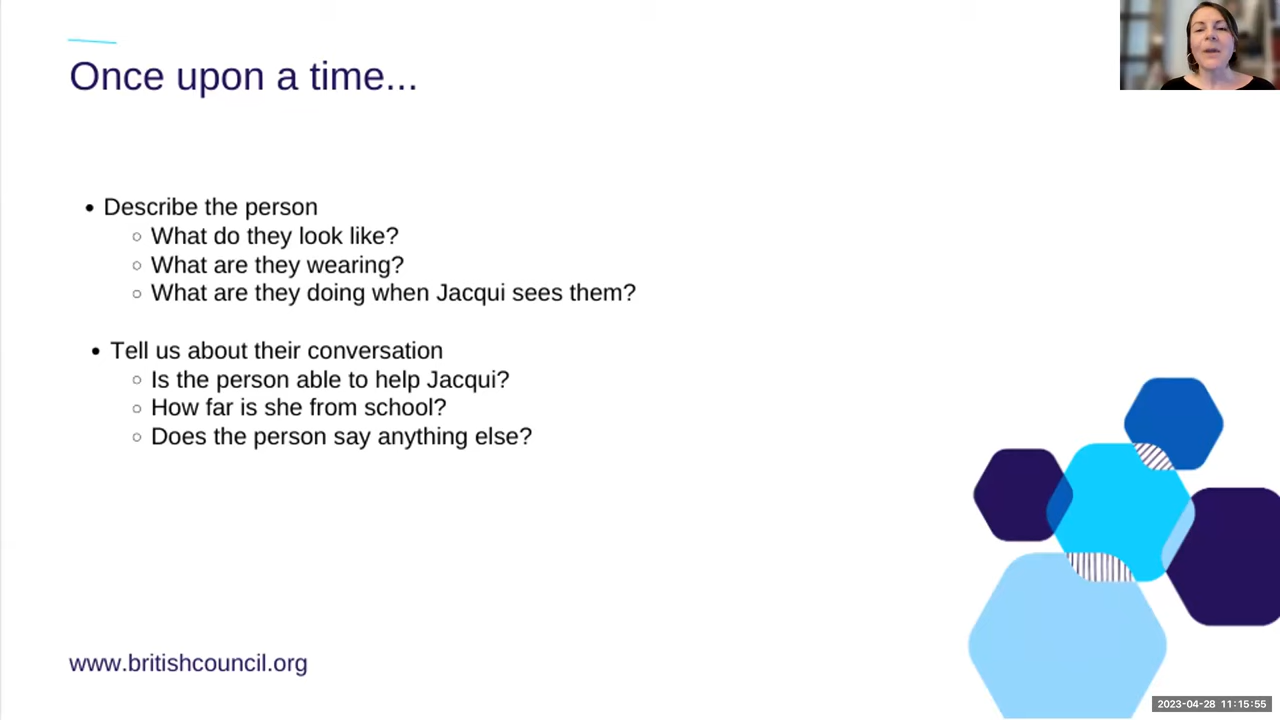 Once upon a time...
• Describe the person
○ What do they look like?
○ What are they wearing?
○ What are they doing when Jacqui sees them?
• Tell us about their conversation
○ Is the person able to help Jacqui?
○ How far is she from school?
○ Does the person say anything else?
www.britishcouncil.org
2023-04-28 11:15:55